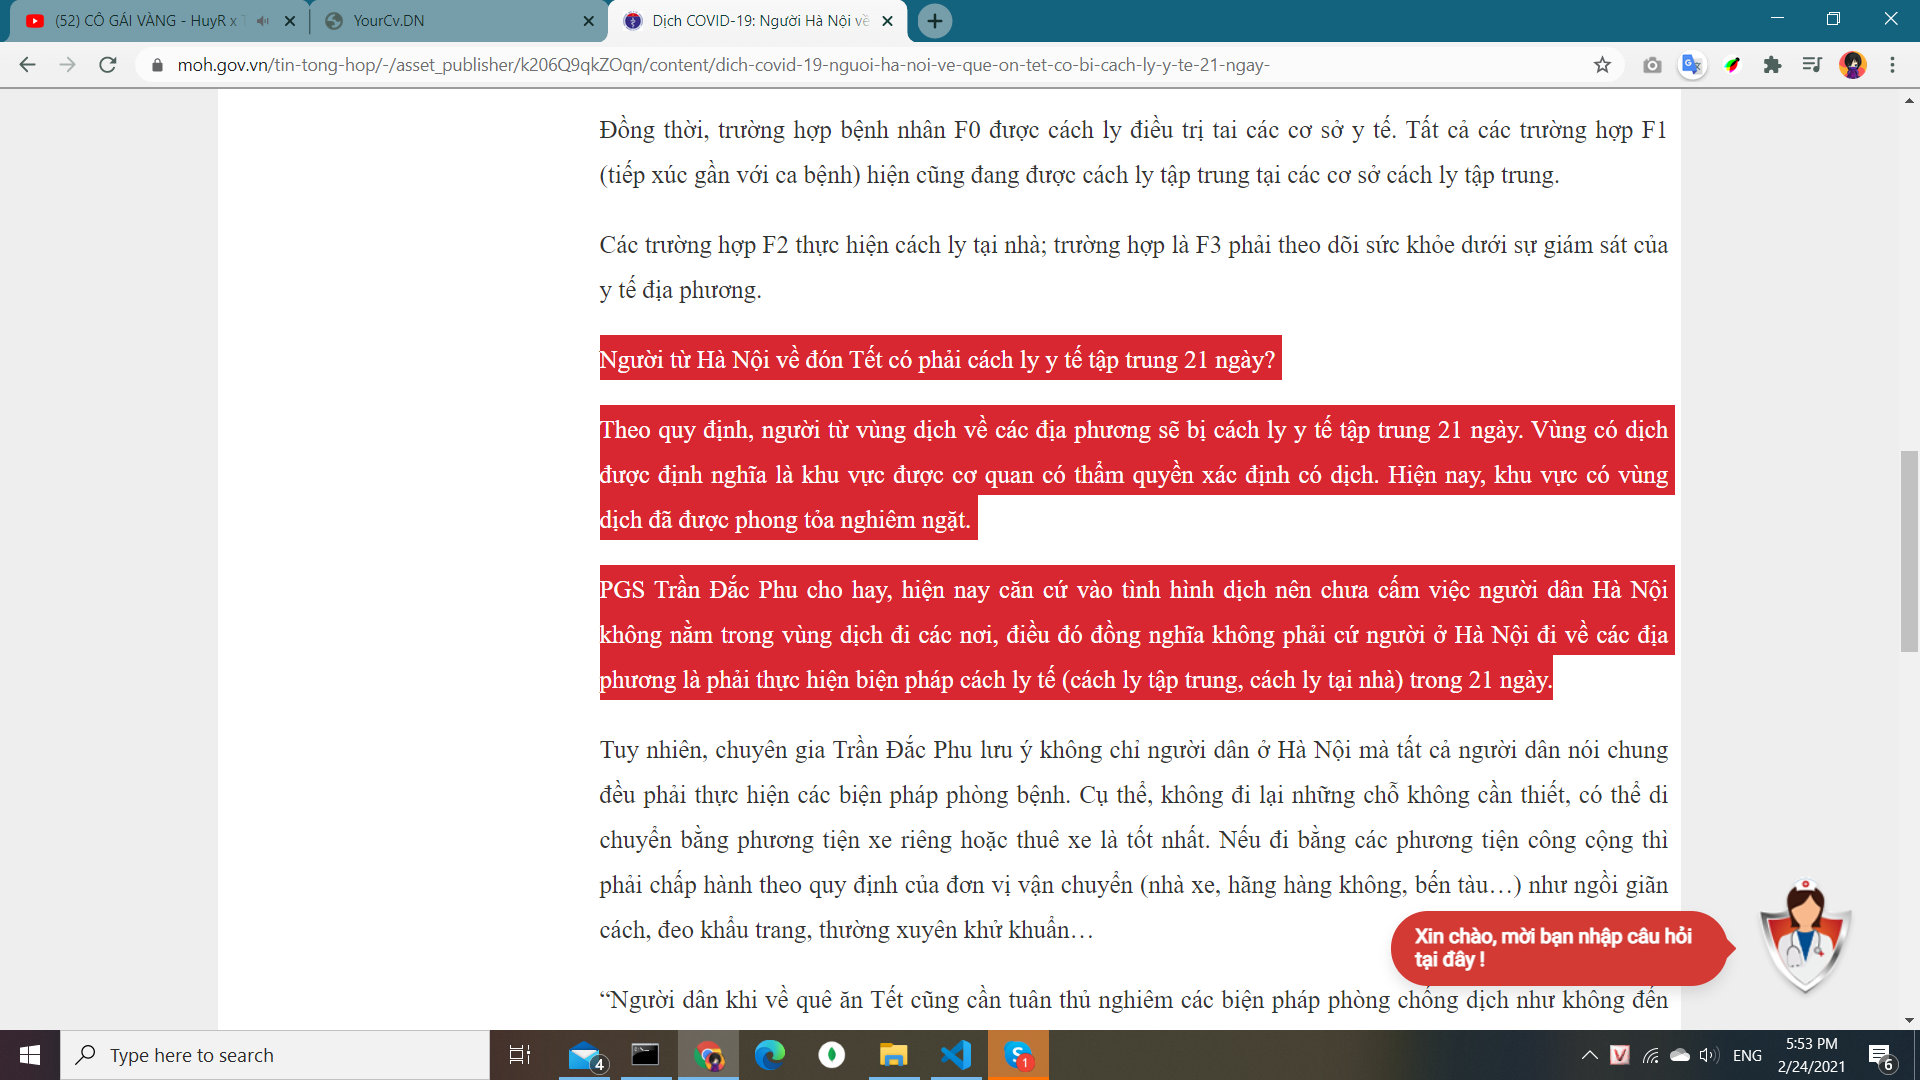 (52) CÔ GÁI VÀNG - HuyR x
YourCv.DN
Dịch COVID-19: Người Hà Nội về
moh.gov.vn/tin-tong-hop/-/asset_publisher/k206Q9qkZOqn/content/dich-covid-19-nguoi-ha-noi-ve-que-on-tet-co-bi-cach-ly-y-te-21-ngay-
Đồng thời, trường hợp bệnh nhân F0 được cách ly điều trị tai các cơ sở y tế. Tất cả các trường hợp F1
(tiếp xúc gần với ca bệnh) hiện cũng đang được cách ly tập trung tại các cơ sở cách ly tập trung.
Các trường hợp F2 thực hiện cách ly tại nhà; trường hợp là F3 phải theo dõi sức khỏe dưới sự giám sát của
y tế địa phương.
Người từ Hà Nội về đón Tết có phải cách ly y tế tập trung 21 ngày?
Theo quy định, người từ vùng dịch về các địa phương sẽ bị cách ly y tế tập trung 21 ngày. Vùng có dịch
được định nghĩa là khu vực được cơ quan có thẩm quyền xác định có dịch. Hiện nay, khu vực có vùng
dịch đã được phong tỏa nghiêm ngặt.
PGS Trần Đắc Phu cho hay, hiện nay căn cứ vào tình hình dịch nên chưa cấm việc người dân Hà Nội
không nằm trong vùng dịch đi các nơi, điều đó đồng nghĩa không phải cứ người ở Hà Nội đi về các địa
phương là phải thực hiện biện pháp cách ly tế (cách ly tập trung, cách ly tại nhà) trong 21 ngày.
Tuy nhiên, chuyên gia Trần Đắc Phu lưu ý không chỉ người dân ở Hà Nội mà tất cả người dân nói chung
đều phải thực hiện các biện pháp phòng bệnh. Cụ thể, không đi lại những chỗ không cần thiết, có thể di
chuyển bằng phương tiện xe riêng hoặc thuê xe là tốt nhất. Nếu đi bằng các phương tiện công cộng thì
phải chấp hành theo quy định của đơn vị vận chuyển (nhà xe, hãng hàng không, bến tàu…) như ngồi giãn
cách, đeo khẩu trang, thường xuyên khử khuẩn…
Xin chào, mời bạn nhập câu hỏi
tại đây !
“Người dân khi về quê ăn Tết cũng cần tuân thủ nghiêm các biện pháp phòng chống dịch như không đến
Type here to search
4
1
ENG
5:53 PM
2/24/2021
6